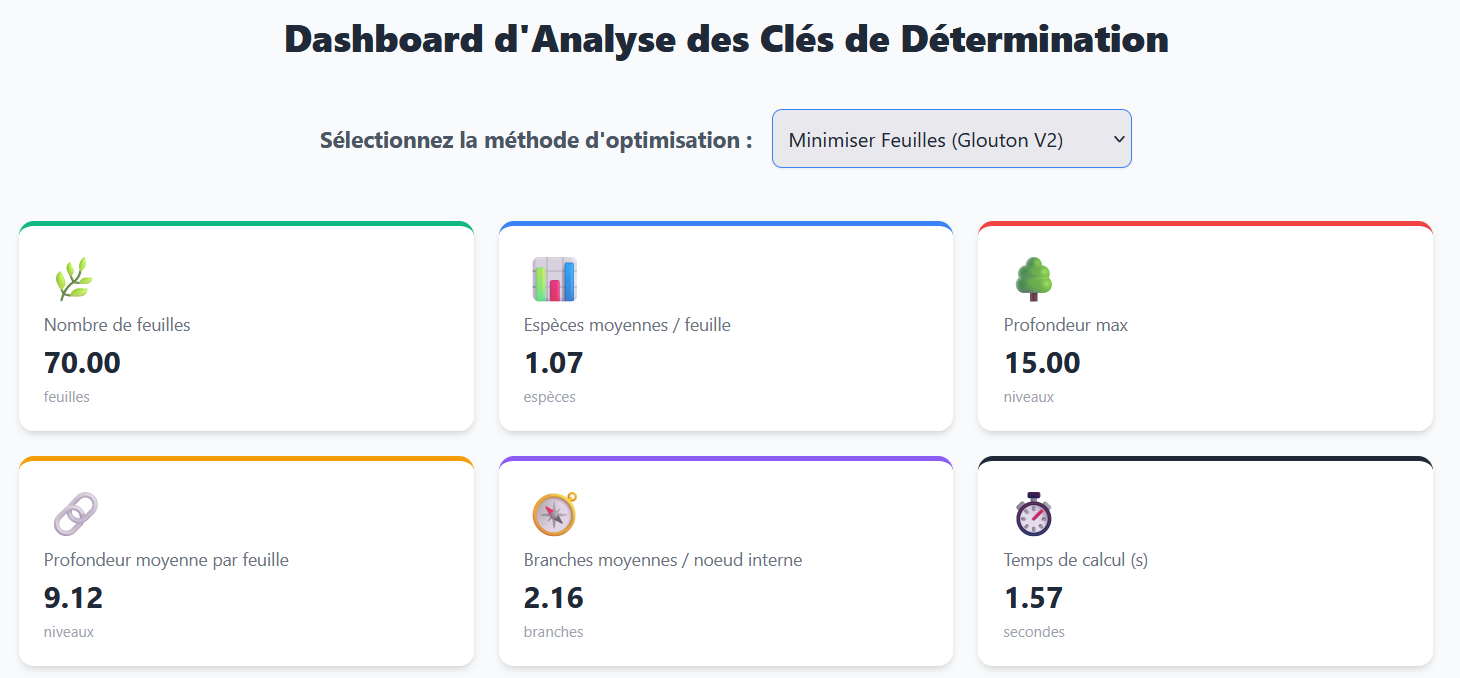 Dashboard d'Analyse des Clés de Détermination
Sélectionnez la méthode d'optimisation :
Minimiser Feuilles (Glouton V2)
Nombre de feuilles
70.00
feuilles
Espèces moyennes / feuille
1.07
espèces
Profondeur max
15.00
niveaux
Profondeur moyenne par feuille
9.12
niveaux
Branches moyennes / noeud interne
2.16
branches
Temps de calcul (s)
1.57
secondes